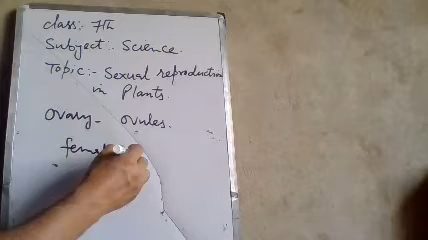 class:- 7th
Subject:- Science.
Topic:- Sexual reproduction
in Plants.
Ovary- ovules.